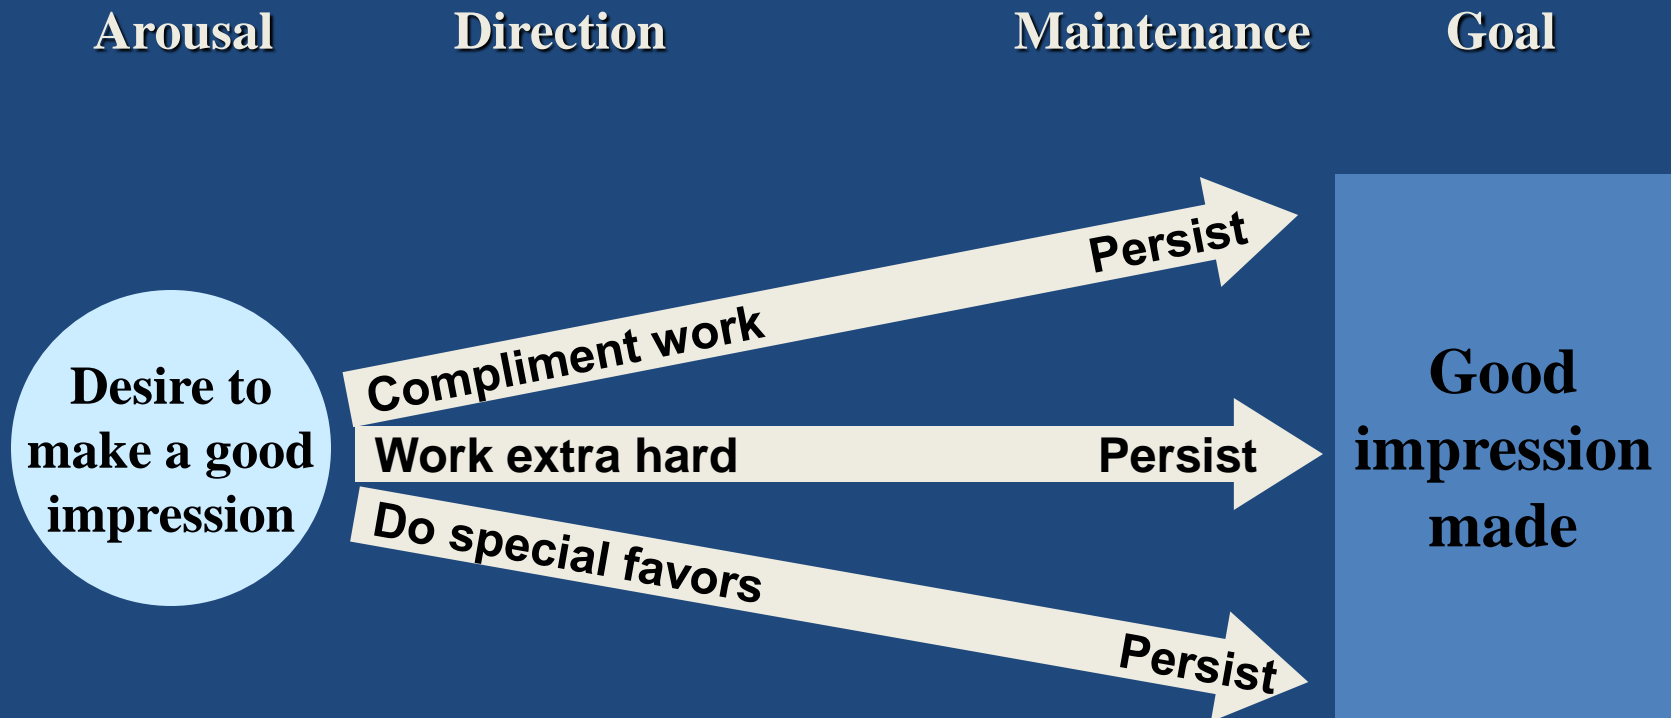 Arousal
Direction
Maintenance
Goal
Desire to
make a good
impression
Compliment work
Persist
Work extra hard
Persist
Do special favors
Persist
Good
impression
made